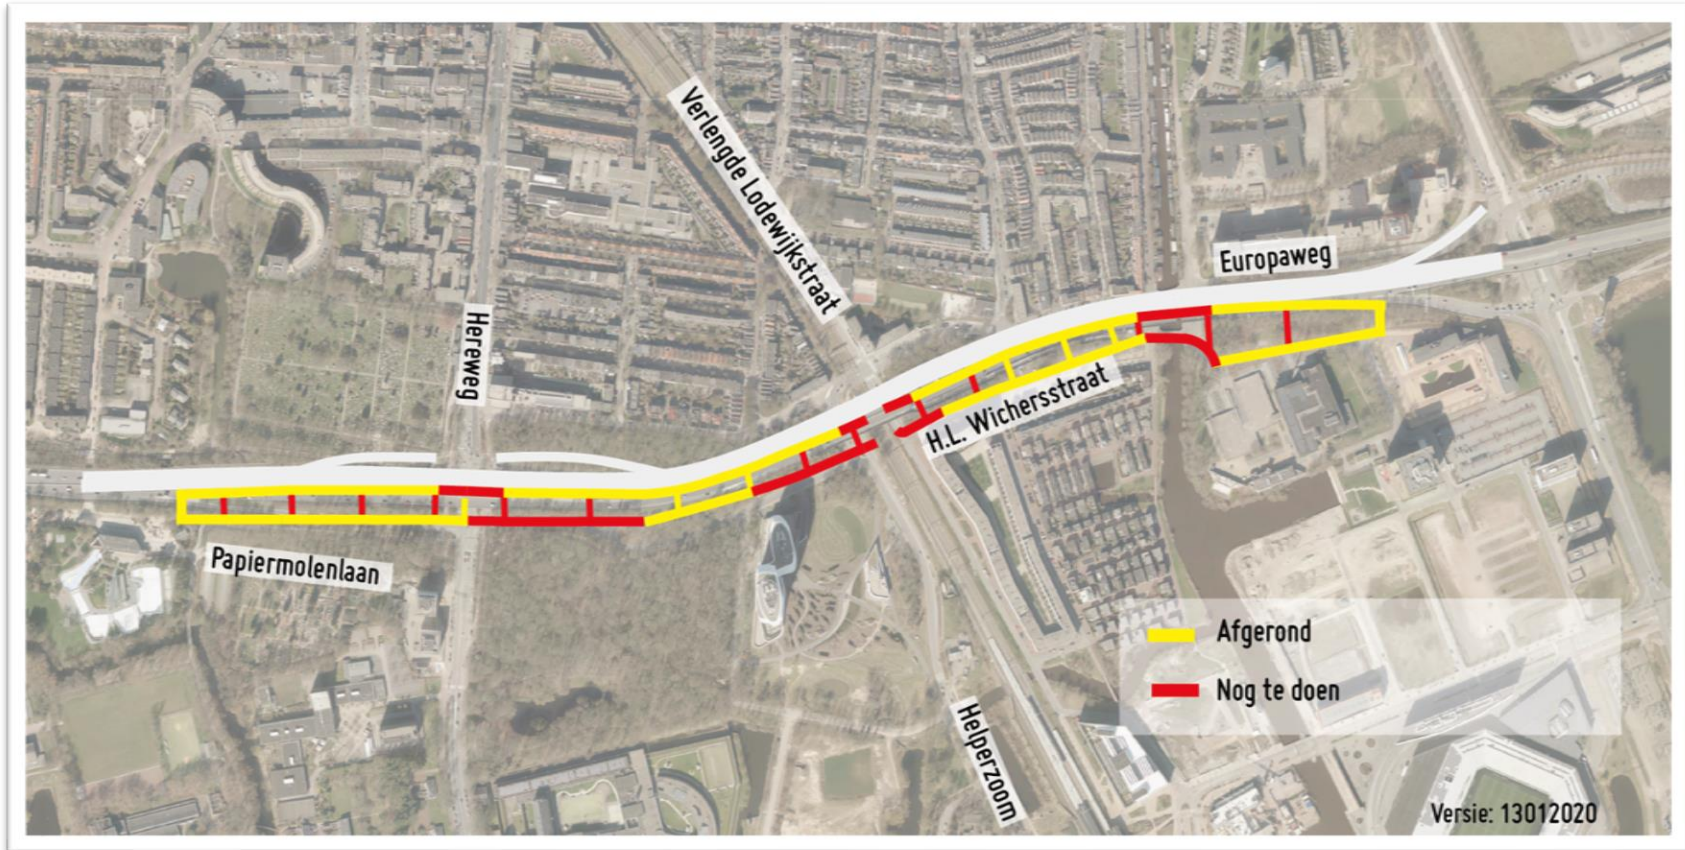 Verlengde Lodewijkstraat
Europaweg
Hereweg
H.L. Wichersstraat
Papiermolenlaan
Helperzoom
Afgerond
Nog te doen
Versie: 13012020